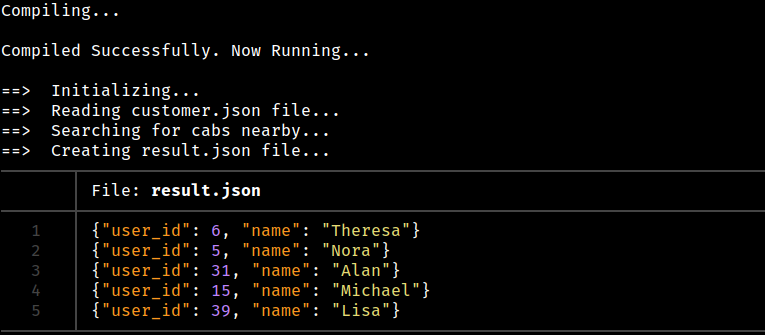 Compiling...
Compiled Successfully. Now Running...
==>  Initializing...
==>  Reading customer.json file...
==>  Searching for cabs nearby...
==>  Creating result.json file...
File: result.json
1 {"user_id": 6, "name": "Theresa"}
2 {"user_id": 5, "name": "Nora"}
3 {"user_id": 31, "name": "Alan"}
4 {"user_id": 15, "name": "Michael"}
5 {"user_id": 39, "name": "Lisa"}